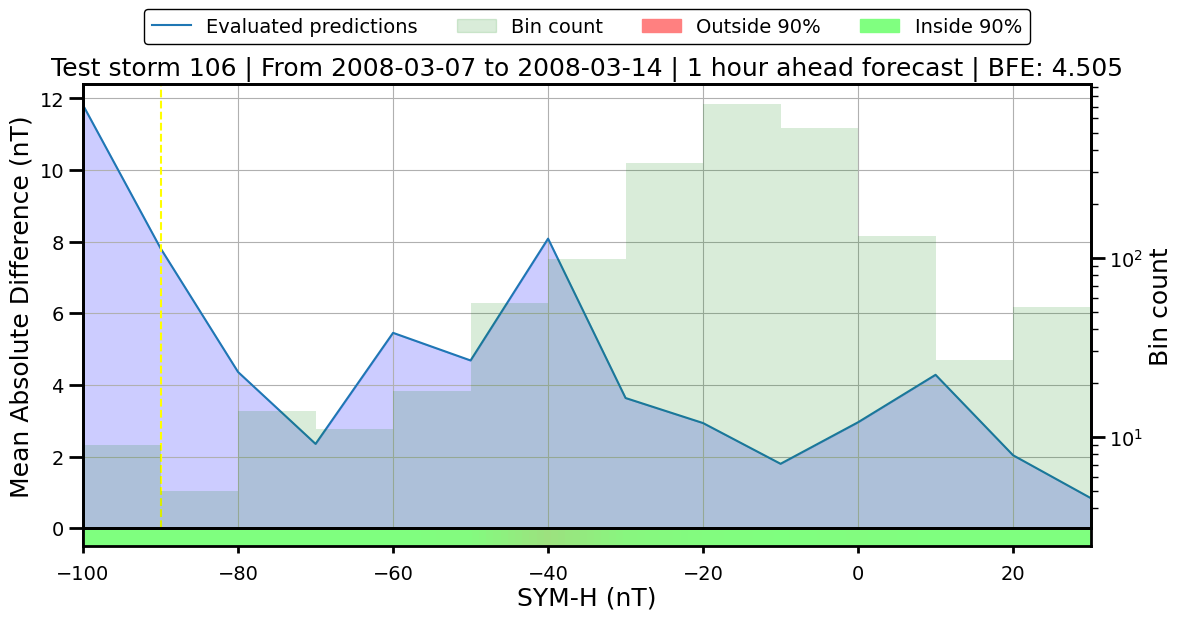 Evaluated predictions Bin count Outside 90% Inside 90%
Test storm 106 | From 2008-03-07 to 2008-03-14 | 1 hour ahead forecast | BFE: 4.505
Mean Absolute Difference (nT)
12
10
8
6
4
2
0
10²
10¹
Bin count
−100 −80 −60 −40 −20 0 20
SYM-H (nT)